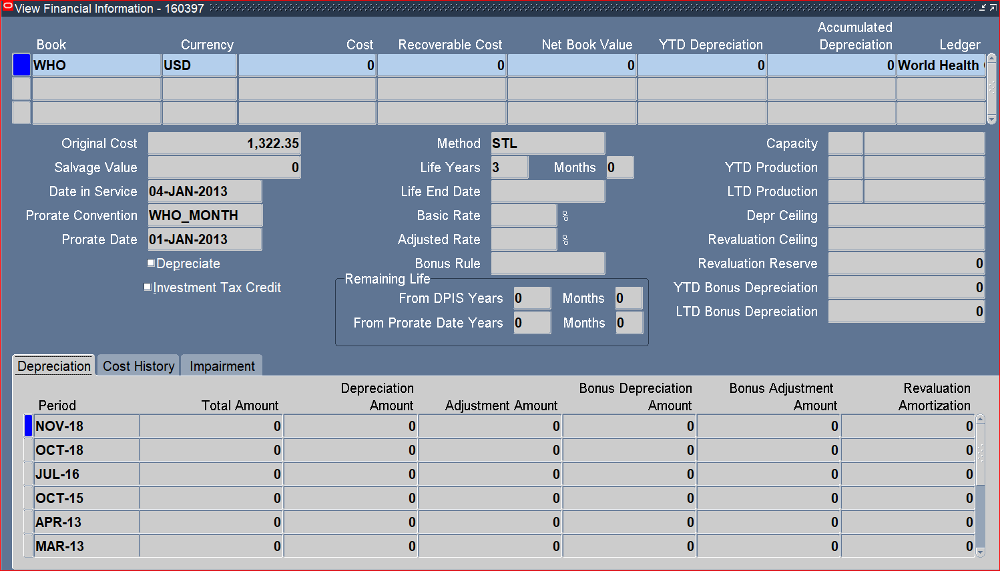 View Financial Information - 160397
Accumulated
Book Currency Cost Recoverable Cost Net Book Value YTD Depreciation Depreciation Ledger
WHO USD 0 0 0 0 0 World Health
Original Cost 1,322.35 Method STL Capacity
Salvage Value 0 Life Years 3 Months 0 YTD Production
Date in Service 04-JAN-2013 Life End Date LTD Production
Prorate Convention WHO_MONTH Basic Rate % Depr Ceiling
Prorate Date 01-JAN-2013 Adjusted Rate % Revaluation Ceiling
Depreciate Bonus Rule Revaluation Reserve 0
Remaining Life
Investment Tax Credit YTD Bonus Depreciation 0
From DPIS Years 0 Months 0
LTD Bonus Depreciation 0
From Prorate Date Years 0 Months 0
Depreciation Cost History Impairment
Depreciation Bonus Depreciation Bonus Adjustment Revaluation
Period Total Amount Amount Adjustment Amount Amount Amount Amortization
NOV-18 0 0 0 0 0 0
OCT-18 0 0 0 0 0 0
JUL-16 0 0 0 0 0 0
OCT-15 0 0 0 0 0 0
APR-13 0 0 0 0 0 0
MAR-13 0 0 0 0 0 0